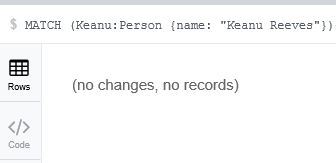 $ MATCH (Keanu:Person {name: "Keanu Reeves"})
Rows
(no changes, no records)
</> Code